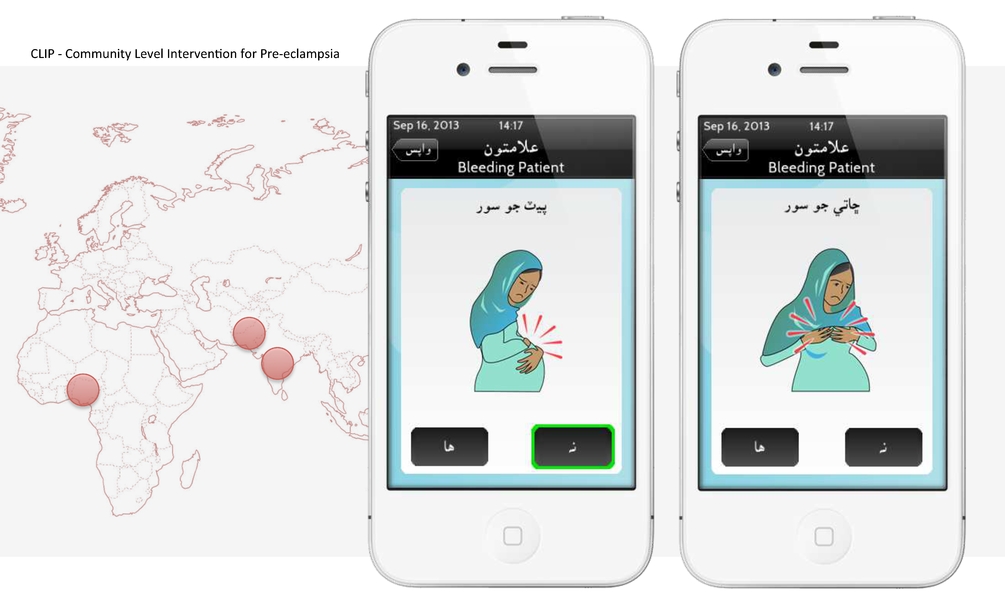 CLIP - Community Level Intervention for Pre-eclampsia
Sep 16, 2013 14:17
واپس
علامتون
Bleeding Patient
پيٽ جو سور
ها
نہ
Sep 16, 2013 14:17
واپس
علامتون
Bleeding Patient
ڇاتي جو سور
ها
نہ